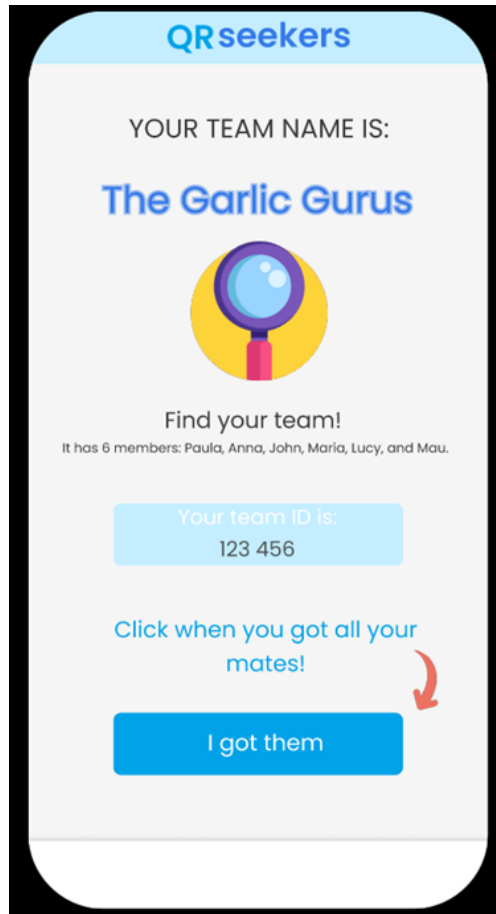 QRseekers
YOUR TEAM NAME IS:
The Garlic Gurus
Find your team!
It has 6 members: Paula, Anna, John, Maria, Lucy, and Mau.
Your team ID is:
123 456
Click when you got all your
mates!
I got them